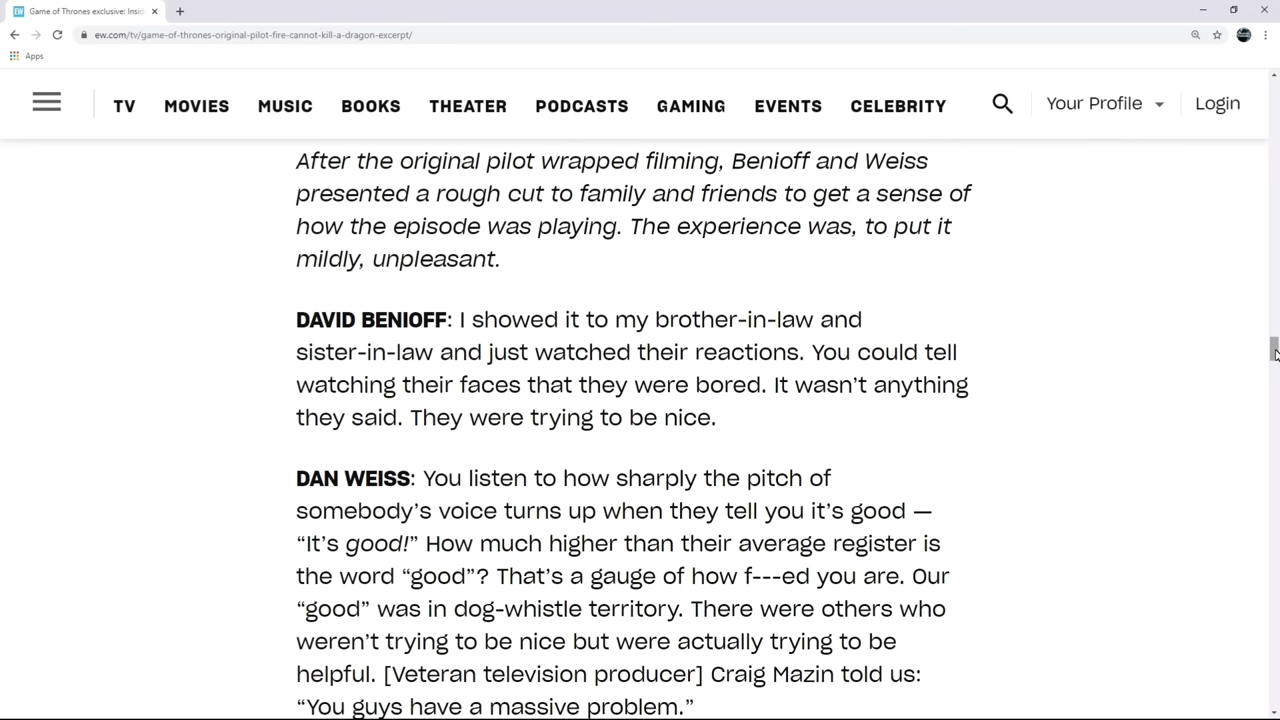 Game of Thrones exclusive: Insid
ew.com/tv/game-of-thrones-original-pilot-fire-cannot-kill-a-dragon-excerpt/
Apps
TV MOVIES MUSIC BOOKS THEATER PODCASTS GAMING EVENTS CELEBRITY Your Profile Login
After the original pilot wrapped filming, Benioff and Weiss
presented a rough cut to family and friends to get a sense of
how the episode was playing. The experience was, to put it
mildly, unpleasant.
DAVID BENIOFF: I showed it to my brother-in-law and
sister-in-law and just watched their reactions. You could tell
watching their faces that they were bored. It wasn’t anything
they said. They were trying to be nice.
DAN WEISS: You listen to how sharply the pitch of
somebody’s voice turns up when they tell you it’s good —
“It’s good!” How much higher than their average register is
the word “good”? That’s a gauge of how f---ed you are. Our
“good” was in dog-whistle territory. There were others who
weren’t trying to be nice but were actually trying to be
helpful. [Veteran television producer] Craig Mazin told us:
“You guys have a massive problem.”